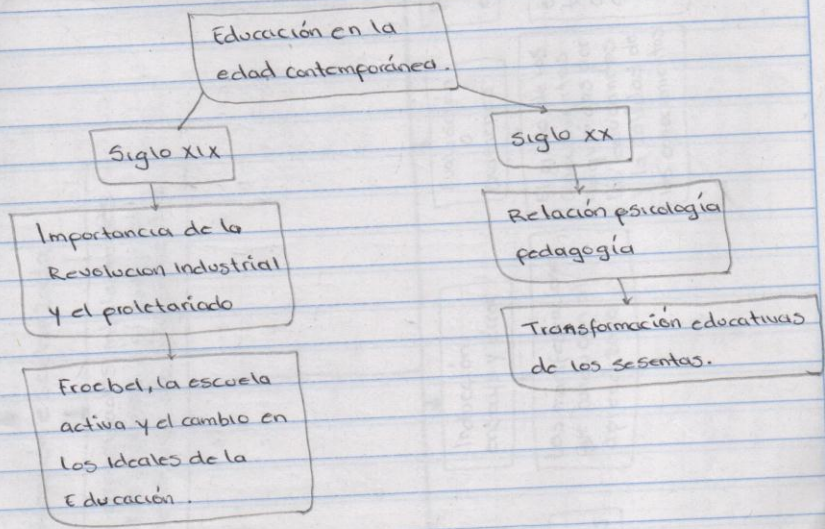 Educación en la
edad contemporánea.
Siglo XIX
Importancia de la
Revolucion industrial
y el proletariado
Froebel, la escuela
activa y el cambio en
los ideales de la
Educación.
Siglo XX
Relación psicología
pedagogía
Transformación educativas
de los sesentas.